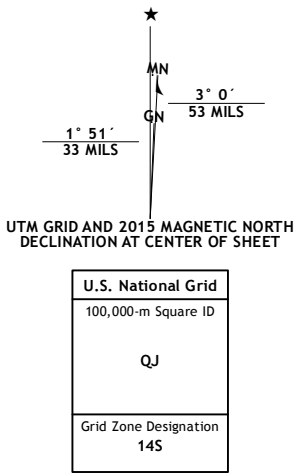 MN
3° 0´
53 MILS
GN
1° 51´
33 MILS
UTM GRID AND 2015 MAGNETIC NORTH
DECLINATION AT CENTER OF SHEET
U.S. National Grid
100,000-m Square ID
QJ
Grid Zone Designation
14S